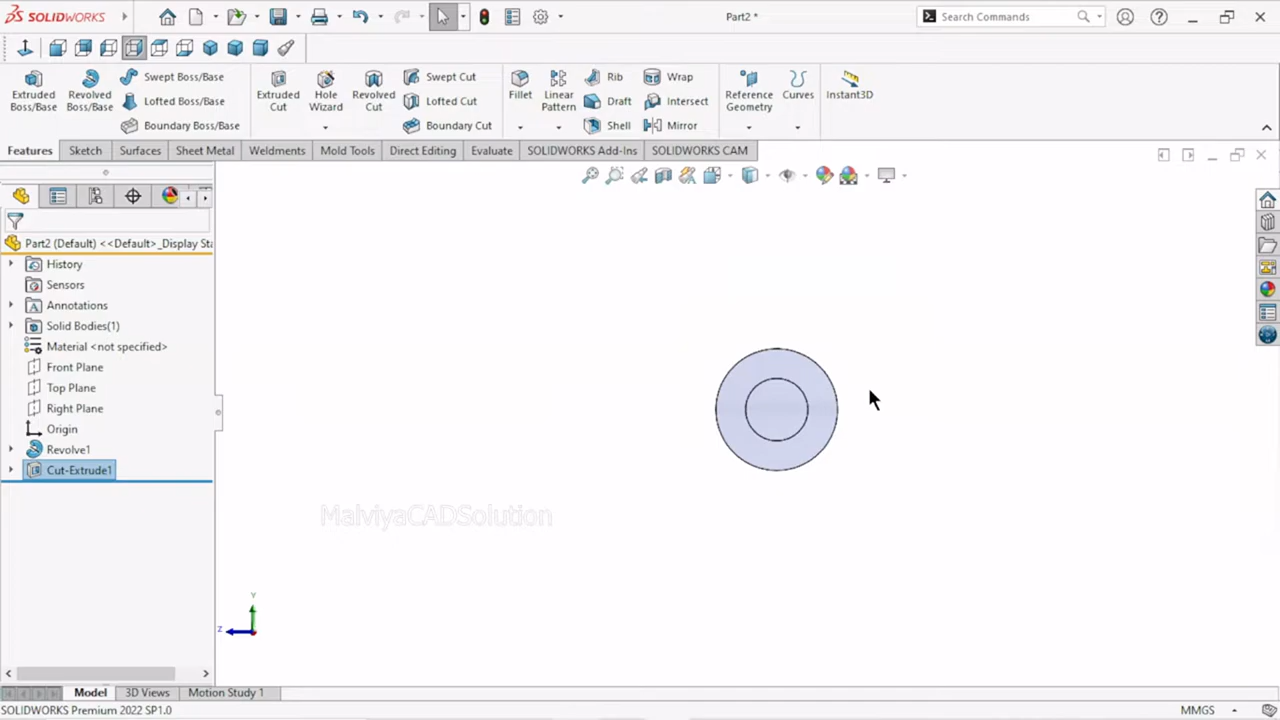 SOLIDWORKS
Part2 *
Search Commands
Extruded Boss/Base
Revolved Boss/Base
Swept Boss/Base
Lofted Boss/Base
Boundary Boss/Base
Extruded Cut
Hole Wizard
Revolved Cut
Swept Cut
Lofted Cut
Boundary Cut
Fillet
Linear Pattern
Rib
Draft
Shell
Wrap
Intersect
Mirror
Reference Geometry
Curves
Instant3D
Features
Sketch
Surfaces
Sheet Metal
Weldments
Mold Tools
Direct Editing
Evaluate
SOLIDWORKS Add-Ins
SOLIDWORKS CAM
Part2 (Default) <<Default>_Display Sta
History
Sensors
Annotations
Solid Bodies(1)
Material <not specified>
Front Plane
Top Plane
Right Plane
Origin
Revolve1
Cut-Extrude1
MalviyaCADSolution
Y
Z
Model
3D Views
Motion Study 1
SOLIDWORKS Premium 2022 SP1.0
MMGS